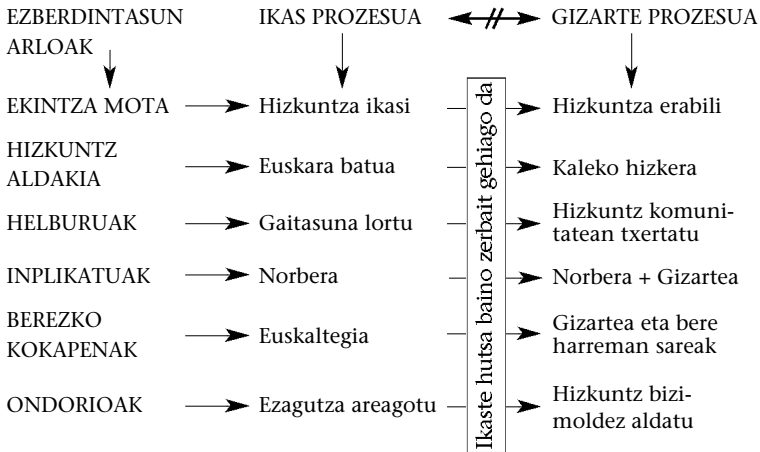 EZBERDINTASUN ARLOAK
IKAS PROZESUA
GIZARTE PROZESUA
EKINTZA MOTA
Hizkuntza ikasi
Hizkuntza erabili
HIZKUNTZ
ALDAKIA
Euskara batua
Kaleko hizkera
HELBURUAK
Gaitasuna lortu
Hizkuntz komuni-
tatean txertatu
INPLIKATUAK
Norbera
Norbera + Gizartea
BEREZKO
KOKAPENAK
Euskaltegia
Gizartea eta bere
harreman sareak
ONDORIOAK
Ezagutza areagotu
Hizkuntz bizi-
moldez aldatu
Ikaste hutsa baino zerbait gehiago da